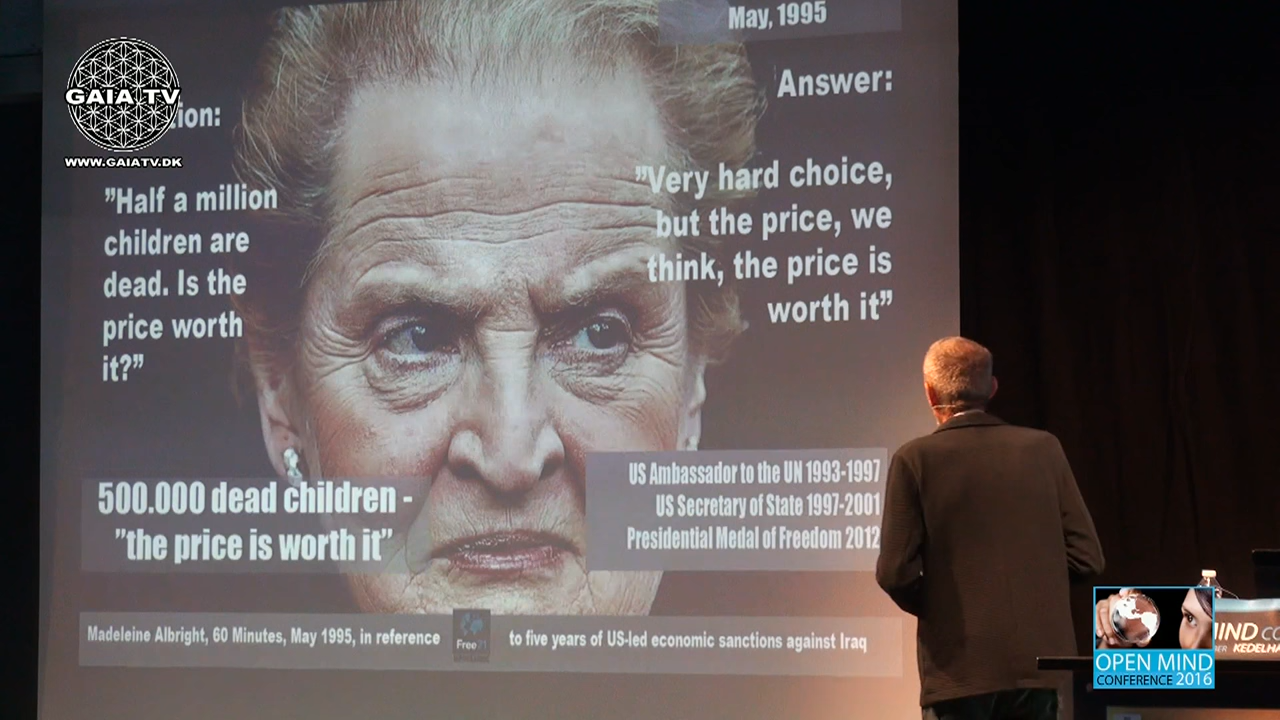 May, 1995
GAIA TV
WWW.GAIATV.DK
Answer:
"Half a million
children are
dead. Is the
price worth
it?"
"Very hard choice,
but the price, we
think, the price is
worth it"
500.000 dead children -
"the price is worth it"
US Ambassador to the UN 1993-1997
US Secretary of State 1997-2001
Presidential Medal of Freedom 2012
Madeleine Albright, 60 Minutes, May 1995, in reference
Free21
to five years of US-led economic sanctions against Iraq
OPEN MIND
CONFERENCE 2016